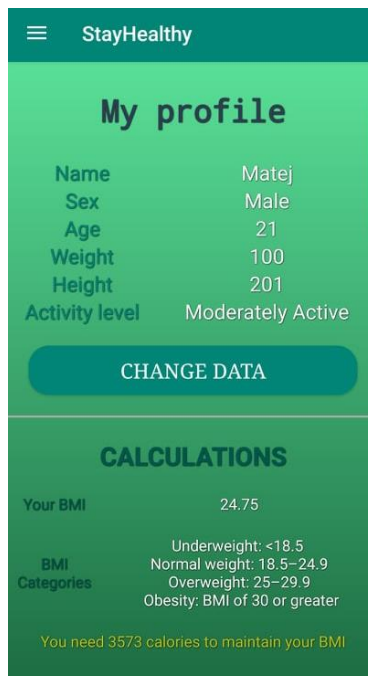 StayHealthy
My profile
Name Matej
Sex Male
Age 21
Weight 100
Height 201
Activity level Moderately Active
CHANGE DATA
CALCULATIONS
Your BMI 24.75
Underweight: <18.5
BMI Normal weight: 18.5–24.9
Categories Overweight: 25–29.9
Obesity: BMI of 30 or greater
You need 3573 calories to maintain your BMI